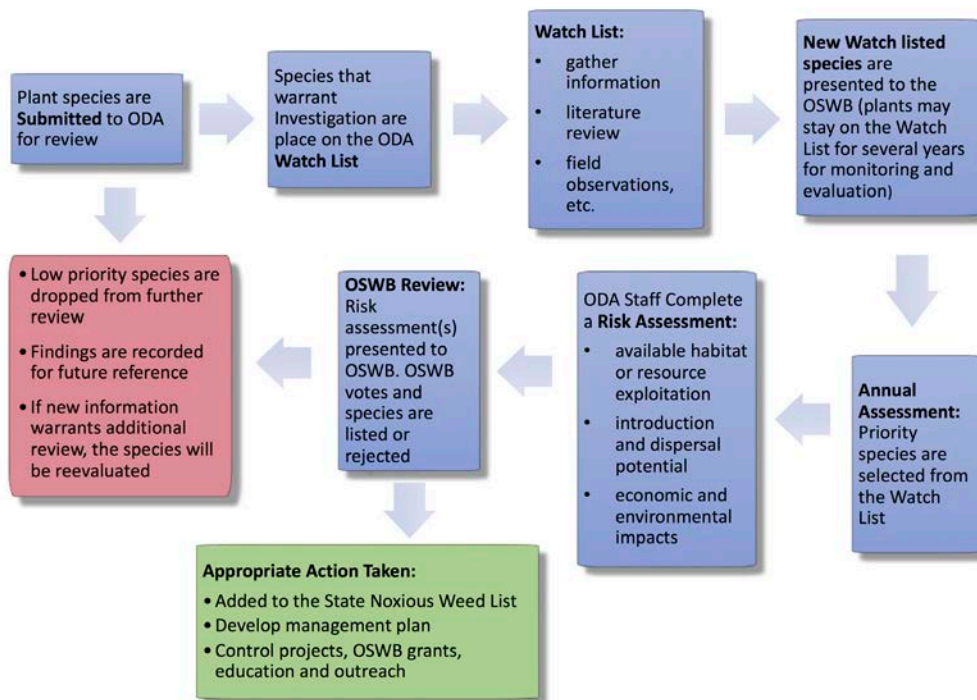 Plant species are
Submitted to ODA
for review
Species that
warrant
Investigation are
place on the ODA
Watch List
Watch List:
• gather
information
• literature
review
• field
observations,
etc.
New Watch listed
species are
presented to the
OSWB (plants may
stay on the Watch
List for several years
for monitoring and
evaluation)
Annual
Assessment:
Priority
species are
selected from
the Watch
List
ODA Staff Complete
a Risk Assessment:
• available habitat
or resource
exploitation
• introduction
and dispersal
potential
• economic and
environmental
impacts
OSWB Review:
Risk
assessment(s)
presented to
OSWB. OSWB
votes and
species are
listed or
rejected
• Low priority species are
dropped from further
review
• Findings are recorded
for future reference
• If new information
warrants additional
review, the species will
be reevaluated
Appropriate Action Taken:
• Added to the State Noxious Weed List
• Develop management plan
• Control projects, OSWB grants,
education and outreach